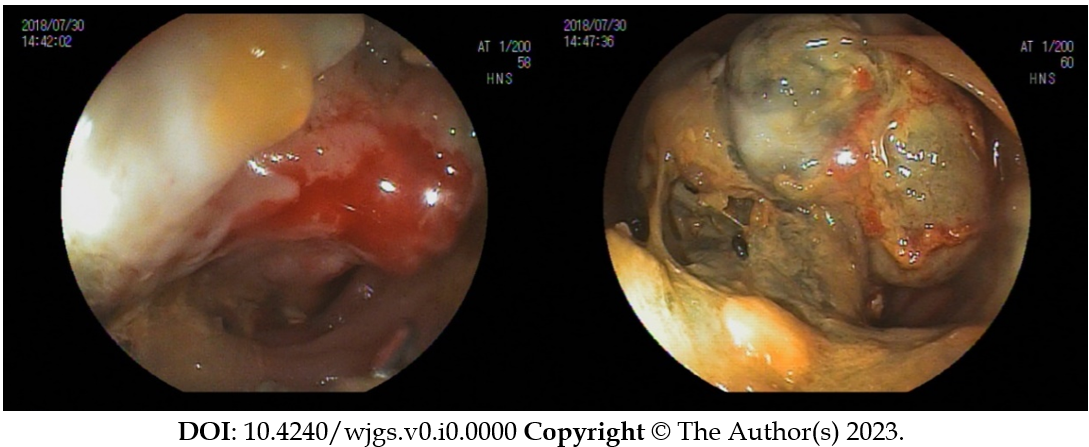 2018/07/30
14:42:02
AT 1/200
58
HNS
2018/07/30
14:47:36
AT 1/200
60
HNS
DOI: 10.4240/wjgs.v0.i0.0000 Copyright © The Author(s) 2023.